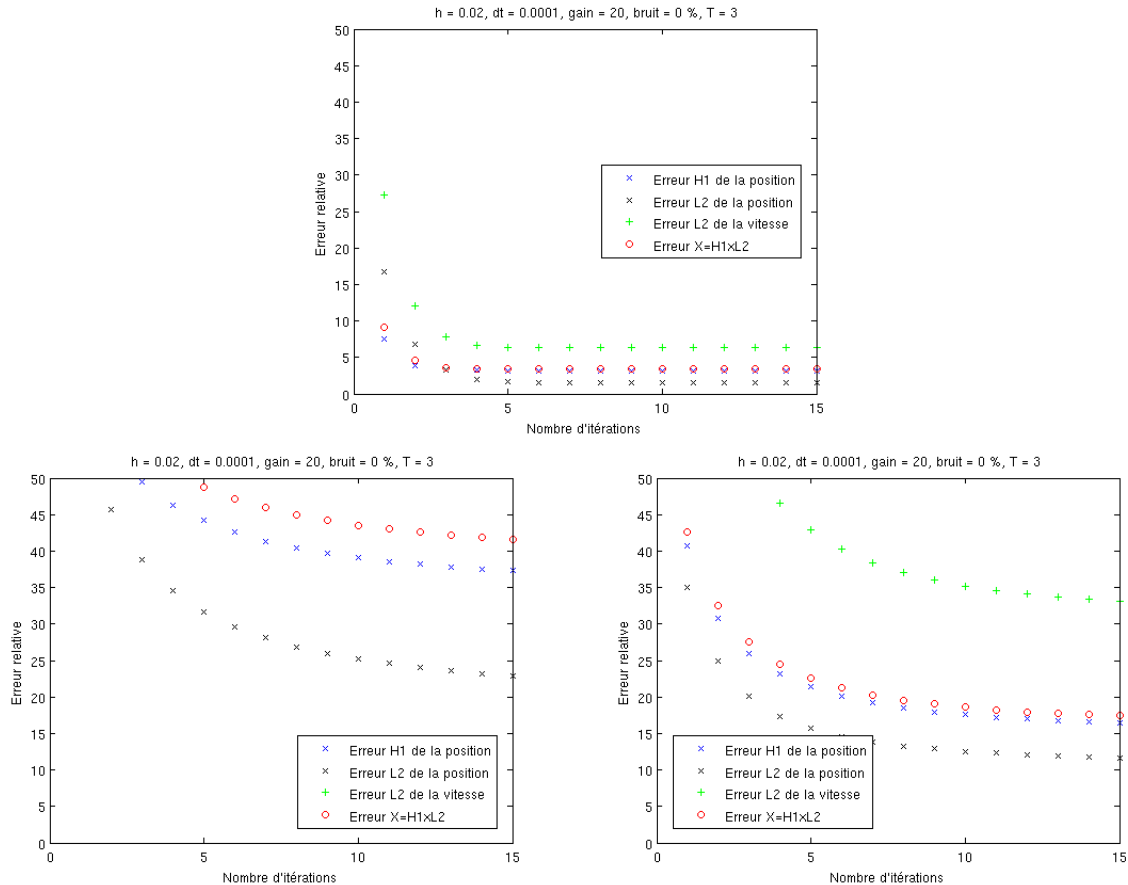 h = 0.02, dt = 0.0001, gain = 20, bruit = 0 %, T = 3
50
45
40
35
30
25
20
15
10
5
0
Erreur relative
Erreur H1 de la position
Erreur L2 de la position
Erreur L2 de la vitesse
Erreur X=H1xL2
0
5
10
15
Nombre d'itérations
h = 0.02, dt = 0.0001, gain = 20, bruit = 0 %, T = 3
50
45
40
35
30
25
20
15
10
5
0
Erreur relative
Erreur H1 de la position
Erreur L2 de la position
Erreur L2 de la vitesse
Erreur X=H1xL2
0
5
10
15
Nombre d'itérations
h = 0.02, dt = 0.0001, gain = 20, bruit = 0 %, T = 3
50
45
40
35
30
25
20
15
10
5
0
Erreur relative
Erreur H1 de la position
Erreur L2 de la position
Erreur L2 de la vitesse
Erreur X=H1xL2
0
5
10
15
Nombre d'itérations